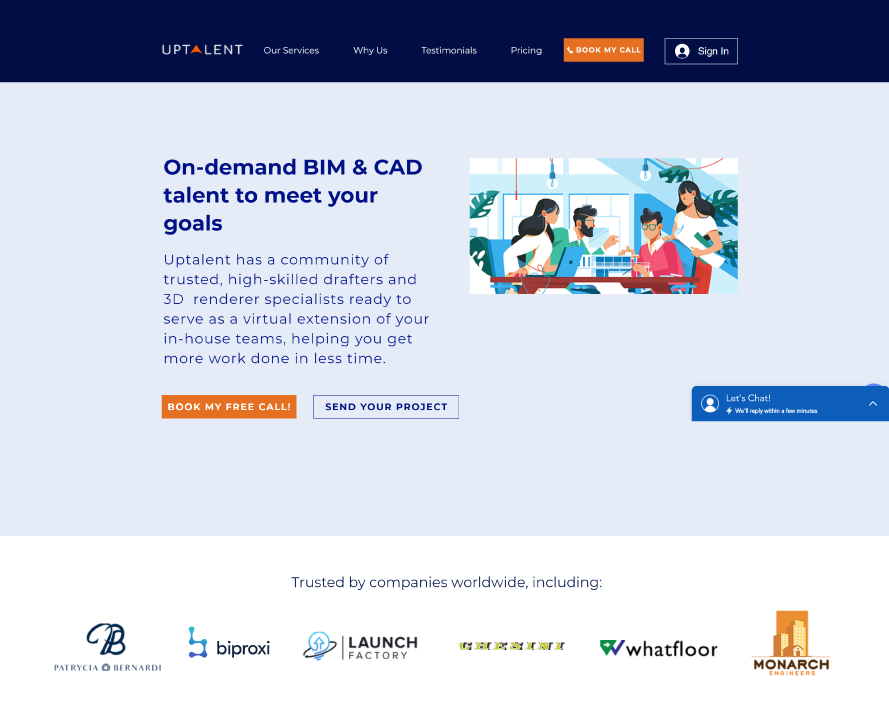 UPTALENT
Our Services
Why Us
Testimonials
Pricing
BOOK MY CALL
Sign In
On-demand BIM & CAD
talent to meet your
goals
Uptalent has a community of
trusted, high-skilled drafters and
3D renderer specialists ready to
serve as a virtual extension of your
in-house teams, helping you get
more work done in less time.
BOOK MY FREE CALL!
SEND YOUR PROJECT
Let's Chat!
We'll reply within a few minutes
Trusted by companies worldwide, including:
PATRYCIA BERNARDI
biproxi
LAUNCH
FACTORY
CHESINI
whatfloor
MONARCH
ENGINEERS